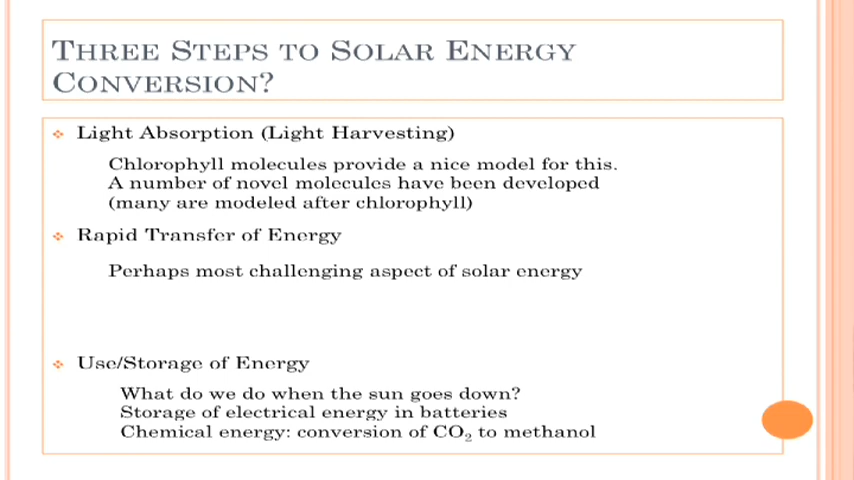 Three Steps to Solar Energy
Conversion?
Light Absorption (Light Harvesting)
Chlorophyll molecules provide a nice model for this.
A number of novel molecules have been developed
(many are modeled after chlorophyll)
Rapid Transfer of Energy
Perhaps most challenging aspect of solar energy
Use/Storage of Energy
What do we do when the sun goes down?
Storage of electrical energy in batteries
Chemical energy: conversion of CO₂ to methanol